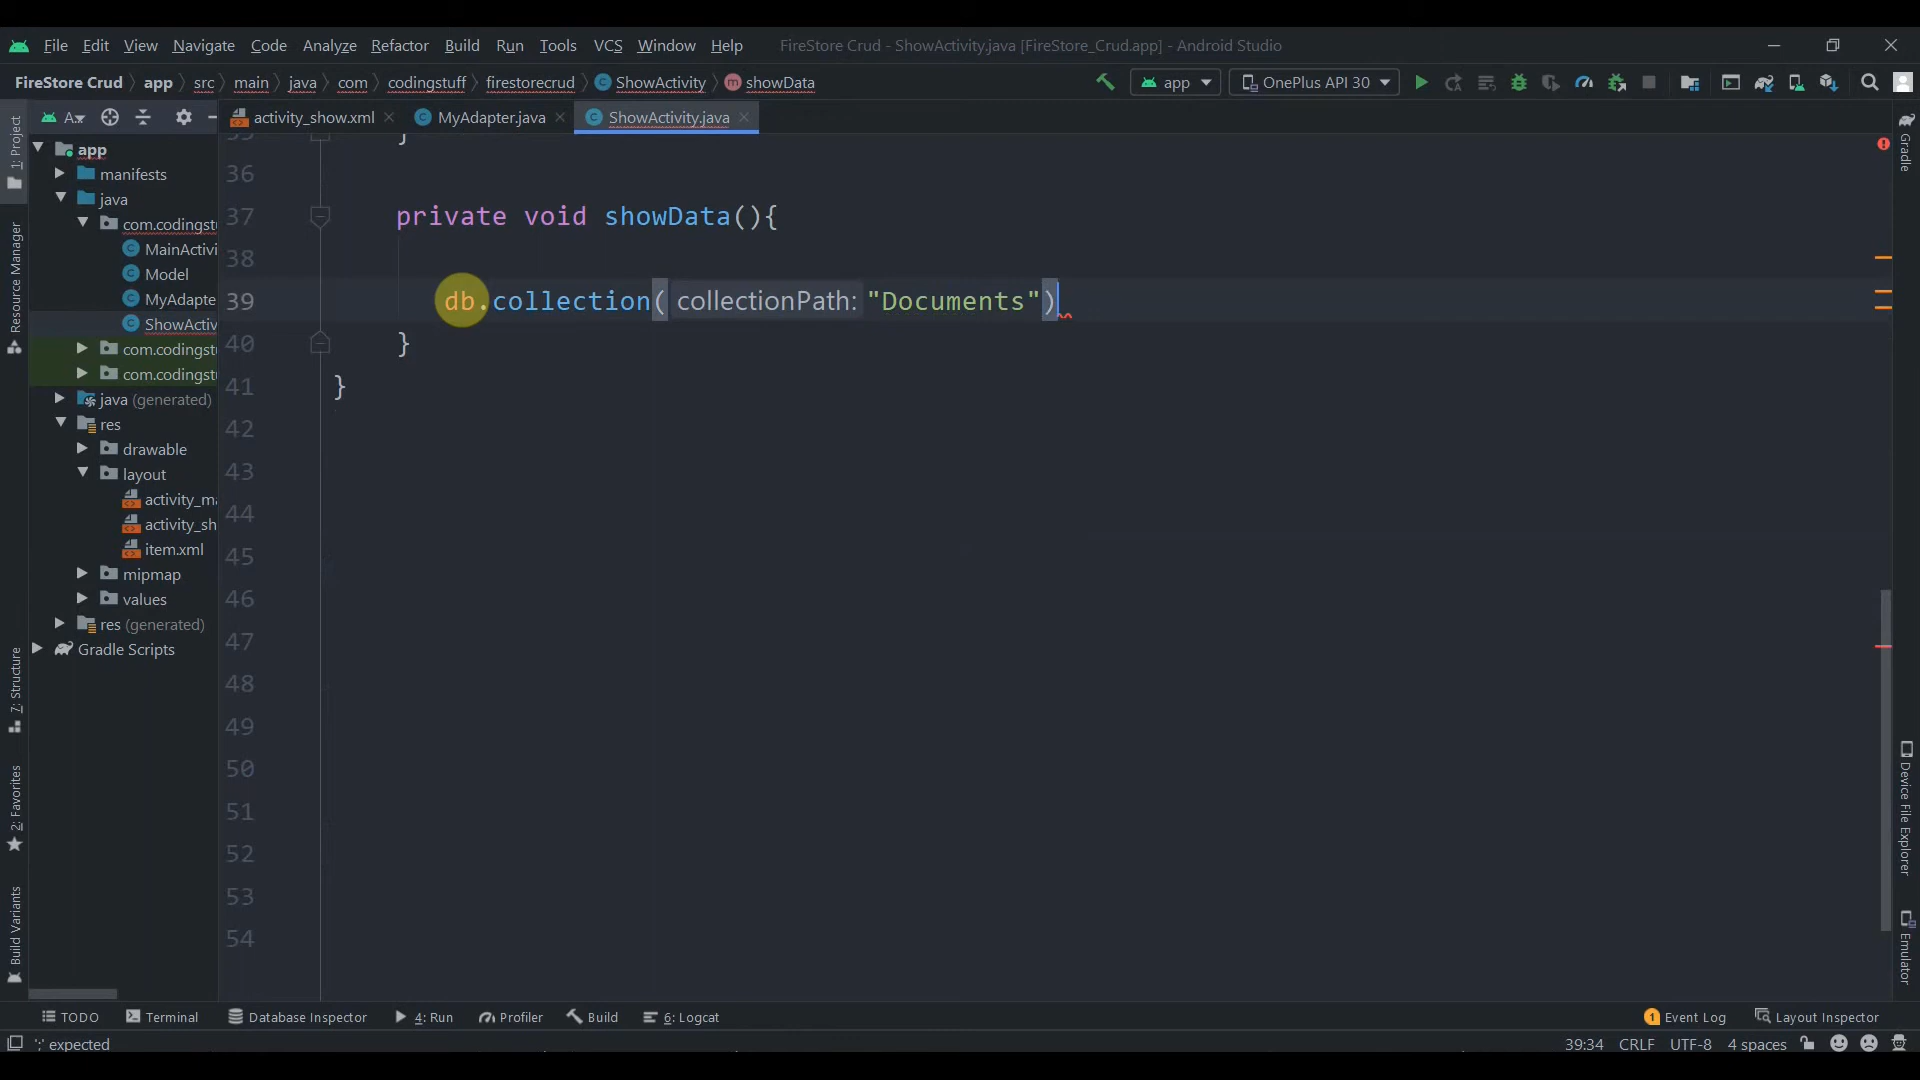 File Edit View Navigate Code Analyze Refactor Build Run Tools VCS Window Help FireStore Crud - ShowActivity.java [FireStore_Crud.app] - Android Studio
FireStore Crud app src main java com codingstuff firestorecrud ShowActivity showData app OnePlus API 30
A... activity_show.xml MyAdapter.java ShowActivity.java
1: Project
Resource Manager
7: Structure
2: Favorites
Build Variants
app
manifests
java
com.codingst
MainActivi
Model
MyAdapte
ShowActiv
com.codingst
com.codingst
java (generated)
res
drawable
layout
activity_ma
activity_sh
item.xml
mipmap
values
res (generated)
Gradle Scripts
35 }
36
37 private void showData(){
38
39 db.collection( collectionPath: "Documents")
40 }
41 }
42
43
44
45
46
47
48
49
50
51
52
53
54
Gradle
Device File Explorer
Emulator
TODO Terminal Database Inspector 4: Run Profiler Build 6: Logcat 1 Event Log Layout Inspector
';' expected 39:34 CRLF UTF-8 4 spaces